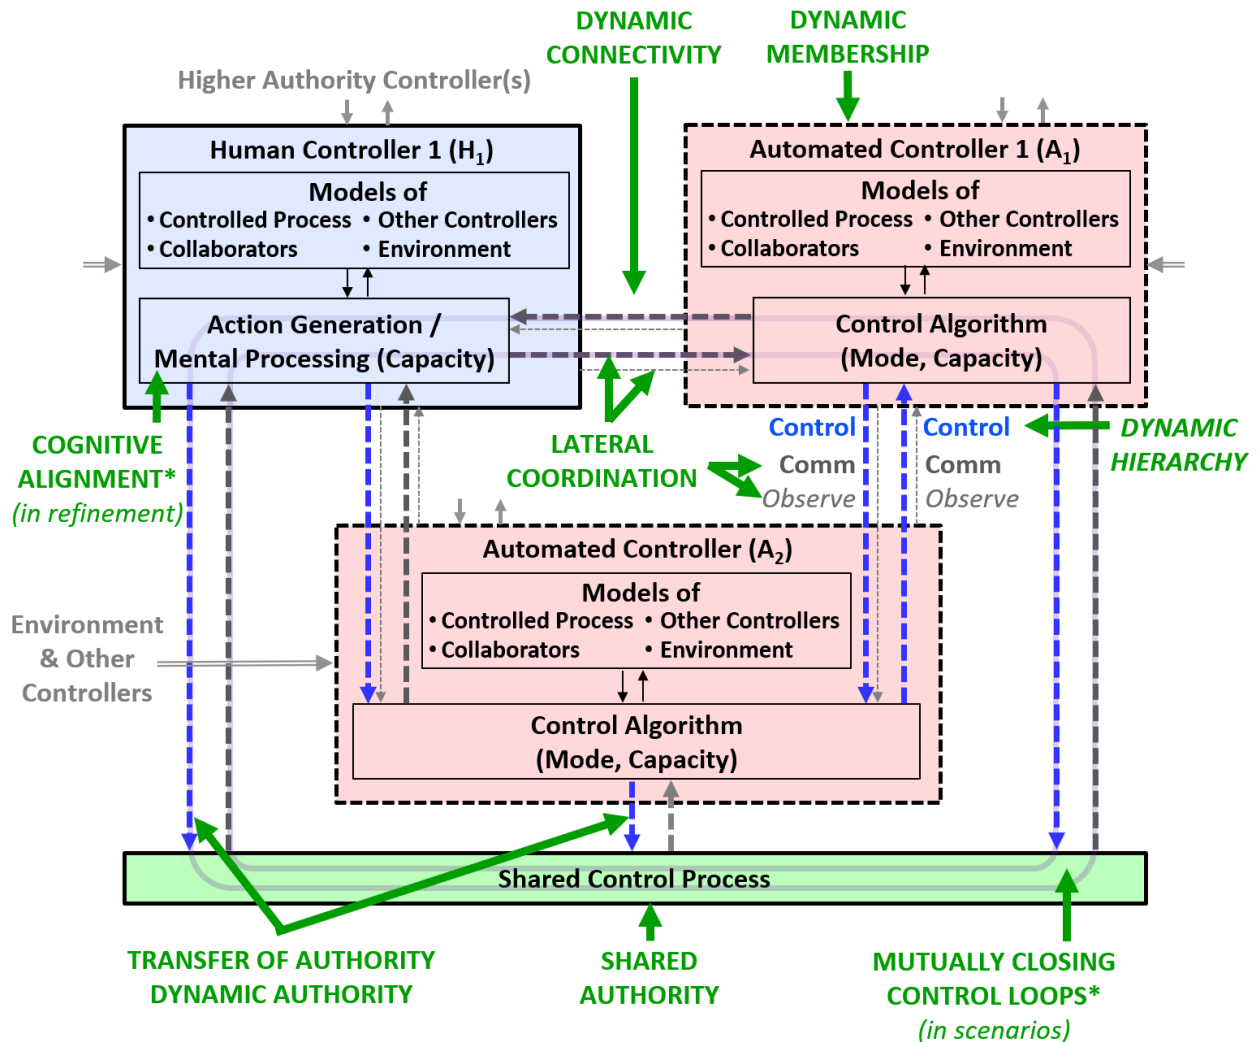 DYNAMIC
CONNECTIVITY
DYNAMIC
MEMBERSHIP
Higher Authority Controller(s)
Human Controller 1 (H1)
Models of
• Controlled Process • Other Controllers
• Collaborators • Environment
Action Generation /
Mental Processing (Capacity)
Automated Controller 1 (A1)
Models of
• Controlled Process • Other Controllers
• Collaborators • Environment
Control Algorithm
(Mode, Capacity)
COGNITIVE
ALIGNMENT*
(in refinement)
LATERAL
COORDINATION
Control
Comm
Observe
Control
Comm
Observe
DYNAMIC
HIERARCHY
Automated Controller (A2)
Models of
• Controlled Process • Other Controllers
• Collaborators • Environment
Control Algorithm
(Mode, Capacity)
Environment
& Other
Controllers
Shared Control Process
TRANSFER OF AUTHORITY
DYNAMIC AUTHORITY
SHARED
AUTHORITY
MUTUALLY CLOSING
CONTROL LOOPS*
(in scenarios)